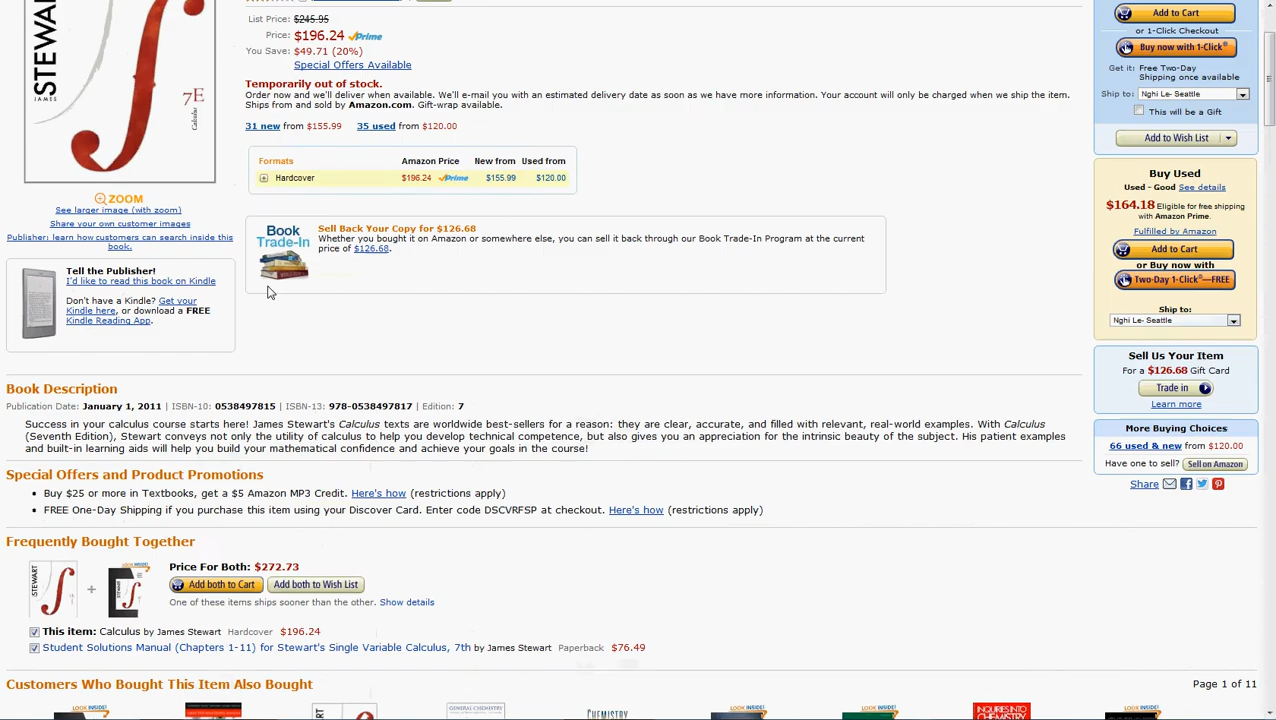 JAMES STEWART
7E
Calculus
ZOOM
See larger image (with zoom)
Share your own customer images
Publisher: learn how customers can search inside this
book.
Tell the Publisher!
I'd like to read this book on Kindle
Don't have a Kindle? Get your
Kindle here, or download a FREE
Kindle Reading App.
List Price: $245.95
Price: $196.24 Prime
You Save: $49.71 (20%)
Special Offers Available
Temporarily out of stock.
Order now and we'll deliver when available. We'll e-mail you with an estimated delivery date as soon as we have more information. Your account will only be charged when we ship the item.
Ships from and sold by Amazon.com. Gift-wrap available.
31 new from $155.99 35 used from $120.00
Formats Amazon Price New from Used from
Hardcover $196.24 Prime $155.99 $120.00
Book
Trade-In
Sell Back Your Copy for $126.68
Whether you bought it on Amazon or somewhere else, you can sell it back through our Book Trade-In Program at the current
price of $126.68.
Add to Cart
or 1-Click Checkout
Buy now with 1-Click®
Get it: Free Two-Day
Shipping once available
Ship to: Nghi Le- Seattle
This will be a Gift
Add to Wish List
Buy Used
Used - Good See details
$164.18 Eligible for free shipping
with Amazon Prime.
Fulfilled by Amazon
Add to Cart
or Buy now with
Two-Day 1-Click®—FREE
Ship to:
Nghi Le- Seattle
Sell Us Your Item
For a $126.68 Gift Card
Trade in
Learn more
More Buying Choices
66 used & new from $120.00
Have one to sell? Sell on Amazon
Share
Book Description
Publication Date: January 1, 2011 | ISBN-10: 0538497815 | ISBN-13: 978-0538497817 | Edition: 7
Success in your calculus course starts here! James Stewart's Calculus texts are worldwide best-sellers for a reason: they are clear, accurate, and filled with relevant, real-world examples. With Calculus
(Seventh Edition), Stewart conveys not only the utility of calculus to help you develop technical competence, but also gives you an appreciation for the intrinsic beauty of the subject. His patient examples
and built-in learning aids will help you build your mathematical confidence and achieve your goals in the course!
Special Offers and Product Promotions
Buy $25 or more in Textbooks, get a $5 Amazon MP3 Credit. Here's how (restrictions apply)
FREE One-Day Shipping if you purchase this item using your Discover Card. Enter code DSCVRFSP at checkout. Here's how (restrictions apply)
Frequently Bought Together
STEWART
+
LOOK INSIDE!
STEWART
Price For Both: $272.73
Add both to Cart Add both to Wish List
One of these items ships sooner than the other. Show details
This item: Calculus by James Stewart Hardcover $196.24
Student Solutions Manual (Chapters 1-11) for Stewart's Single Variable Calculus, 7th by James Stewart Paperback $76.49
Customers Who Bought This Item Also Bought
Page 1 of 11
LOOK INSIDE!
GENERAL CHEMISTRY
CHEMISTRY
LOOK INSIDE!
LOOK INSIDE!
INQUIRIES INTO
CHEMISTRY
LOOK INSIDE!